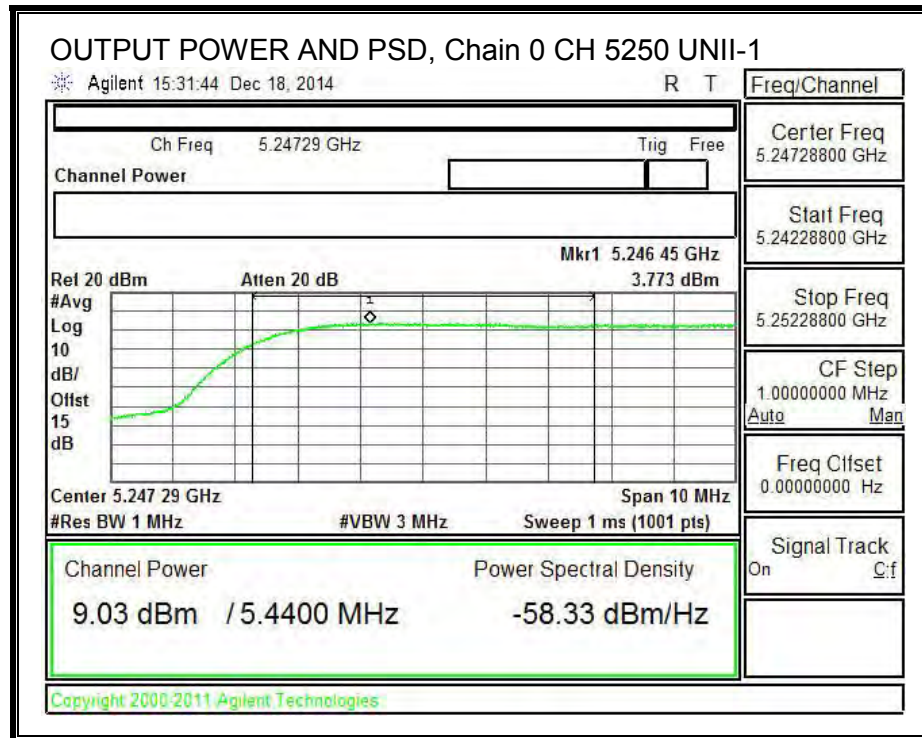 OUTPUT POWER AND PSD, Chain 0 CH 5250 UNII-1
Agilent 15:31:44 Dec 18, 2014 R T
Freq/Channel
Ch Freq 5.24729 GHz Trig Free
Channel Power
Mkr1 5.246 45 GHz
Ref 20 dBm Atten 20 dB 3.773 dBm
#Avg
Log
10
dB/
Offst
15
dB
1
Center 5.247 29 GHz Span 10 MHz
#Res BW 1 MHz #VBW 3 MHz Sweep 1 ms (1001 pts)
Channel Power Power Spectral Density
9.03 dBm / 5.4400 MHz -58.33 dBm/Hz
Copyright 2000-2011 Agilent Technologies
Center Freq
5.24728800 GHz
Start Freq
5.24228800 GHz
Stop Freq
5.25228800 GHz
CF Step
1.00000000 MHz
Auto Man
Freq Offset
0.00000000 Hz
Signal Track
On Off